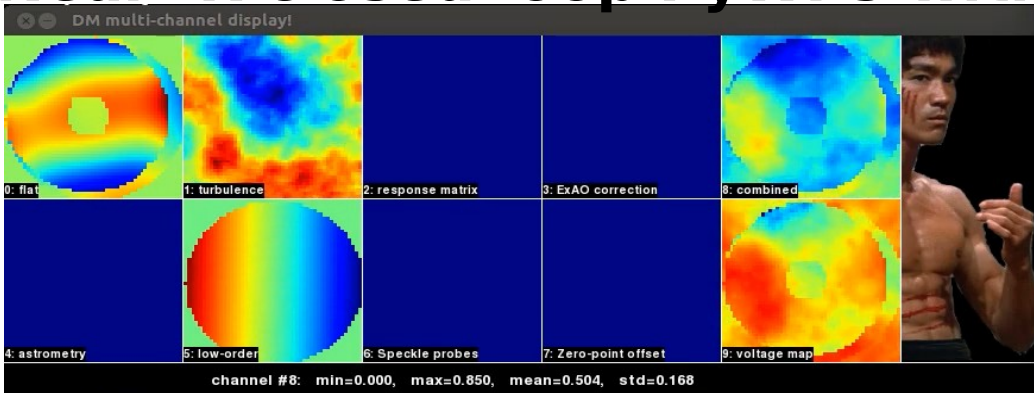 DM multi-channel display!
0: flat
1: turbulence
2: response matrix
3: ExAO correction
8: combined
4: astrometry
5: low-order
6: Speckle probes
7: Zero-point offset
9: voltage map
channel #8: min=0.000, max=0.850, mean=0.504, std=0.168